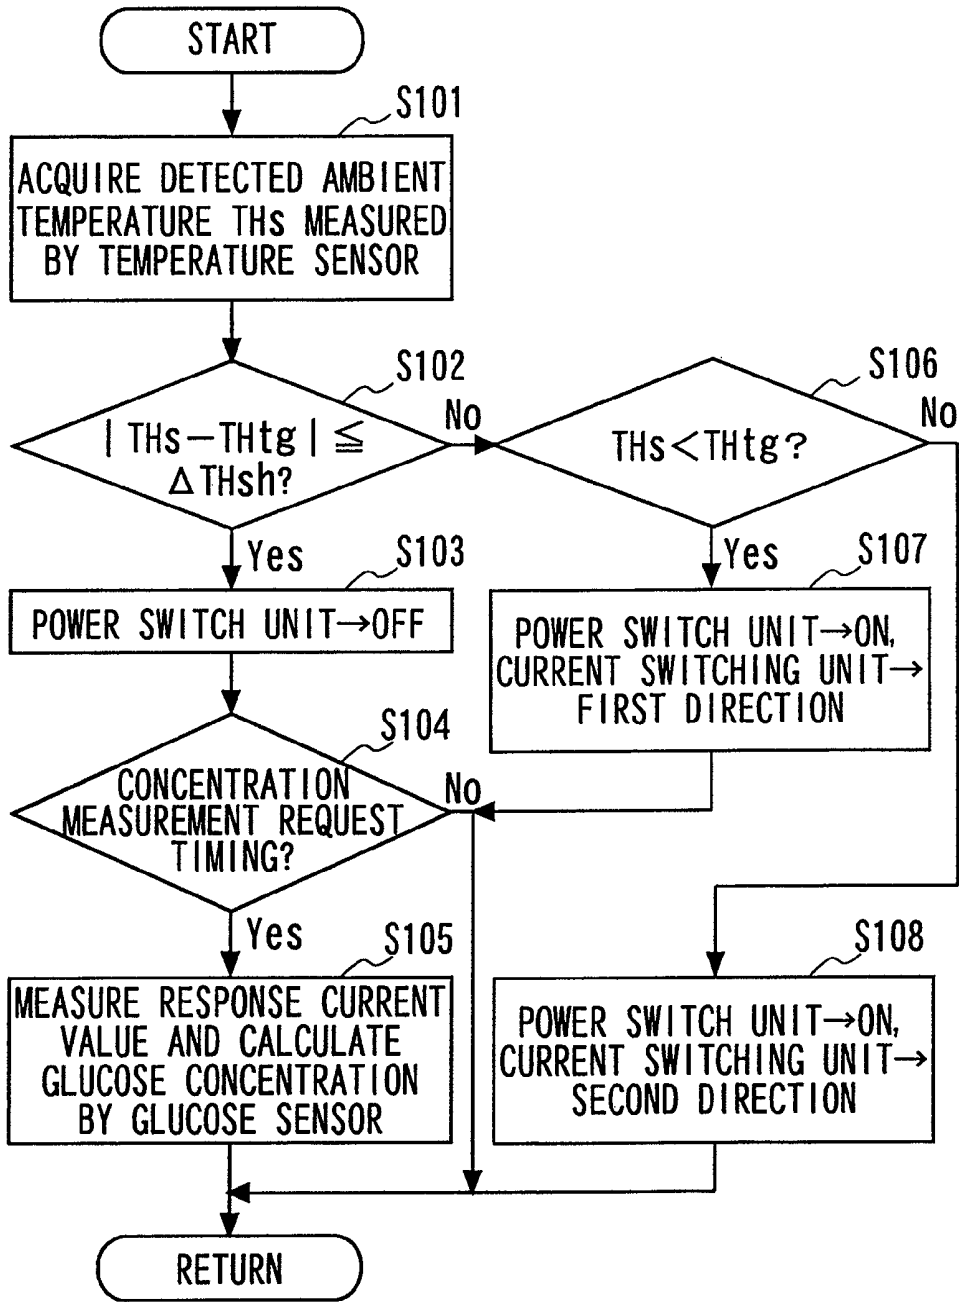 START
S101
ACQUIRE DETECTED AMBIENT
TEMPERATURE THs MEASURED
BY TEMPERATURE SENSOR
S102
|THs−THtg|≦
ΔTHsh?
No
Yes
S106
THs<THtg?
No
Yes
S103
POWER SWITCH UNIT→OFF
S107
POWER SWITCH UNIT→ON,
CURRENT SWITCHING UNIT→
FIRST DIRECTION
S104
CONCENTRATION
MEASUREMENT REQUEST
TIMING?
No
Yes
S105
MEASURE RESPONSE CURRENT
VALUE AND CALCULATE
GLUCOSE CONCENTRATION
BY GLUCOSE SENSOR
S108
POWER SWITCH UNIT→ON,
CURRENT SWITCHING UNIT→
SECOND DIRECTION
RETURN